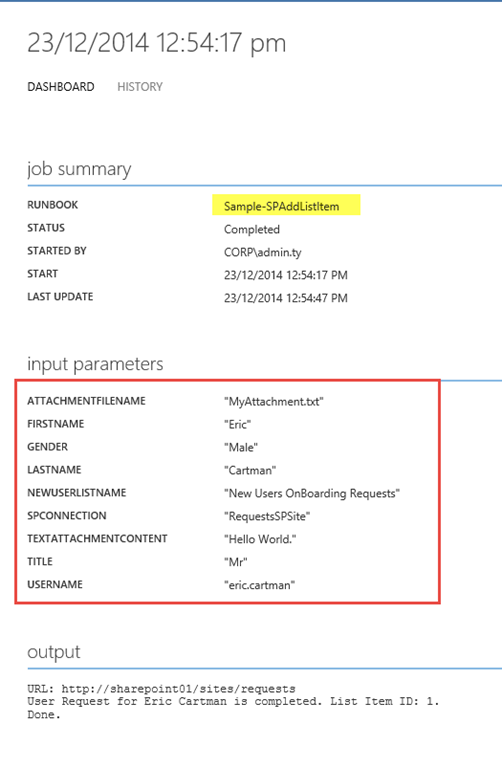 23/12/2014 12:54:17 pm
DASHBOARD HISTORY
job summary
RUNBOOK Sample-SPAddListItem
STATUS Completed
STARTED BY CORP\admin.ty
START 23/12/2014 12:54:17 PM
LAST UPDATE 23/12/2014 12:54:47 PM
input parameters
ATTACHMENTFILENAME "MyAttachment.txt"
FIRSTNAME "Eric"
GENDER "Male"
LASTNAME "Cartman"
NEWUSERLISTNAME "New Users OnBoarding Requests"
SPCONNECTION "RequestsSPSite"
TEXTATTACHMENTCONTENT "Hello World."
TITLE "Mr"
USERNAME "eric.cartman"
output
URL: http://sharepoint01/sites/requests
User Request for Eric Cartman is completed. List Item ID: 1.
Done.